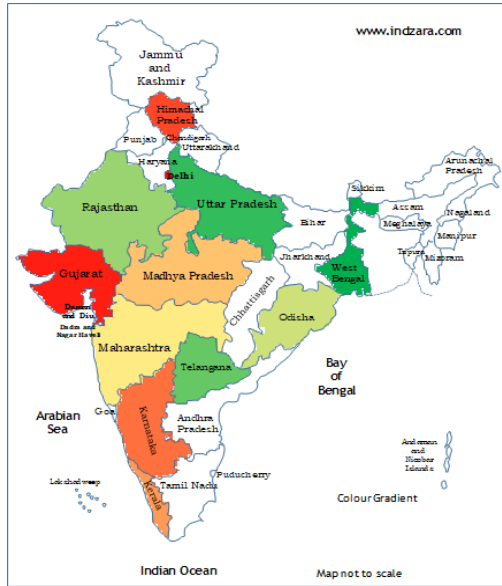 www.indzara.com
Jammu
and
Kashmir
Himachal
Pradesh
Punjab
Chandigarh
Uttarakhand
Haryana
Delhi
Arunachal
Pradesh
Sikkim
Rajasthan
Uttar Pradesh
Assam
Nagaland
Bihar
Meghalaya
Manipur
Jharkhand
Tripura
Mizoram
Gujarat
Madhya Pradesh
West
Bengal
Chhattisgarh
Daman
and Diu
Dadra and
Nagar Haveli
Odisha
Maharashtra
Telangana
Bay
of
Bengal
Arabian
Sea
Goa
Karnataka
Andhra
Pradesh
Andaman
and
Nicobar
Islands
Puducherry
Lakshadweep
Kerala
Tamil Nadu
Colour Gradient
Indian Ocean
Map not to scale